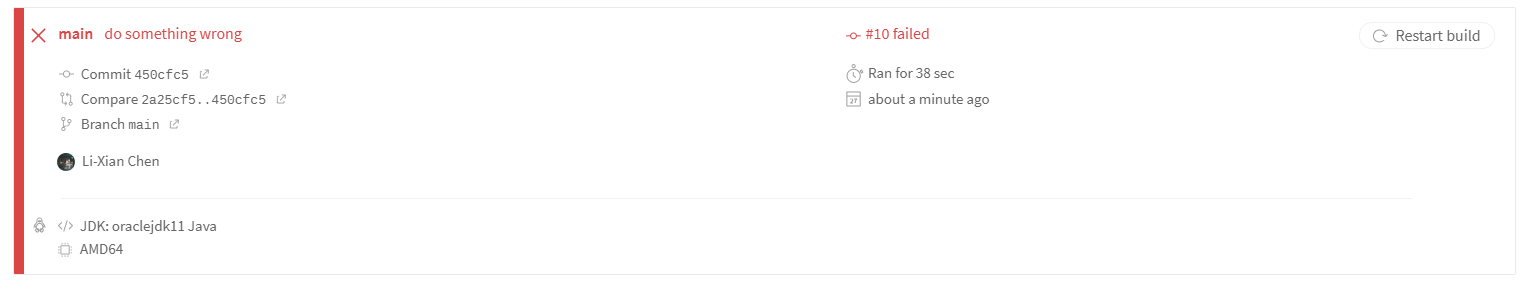 main do something wrong
#10 failed
Restart build
Commit 450cfc5
Compare 2a25cf5..450cfc5
Branch main
Ran for 38 sec
27
about a minute ago
Li-Xian Chen
</> JDK: oraclejdk11 Java
AMD64